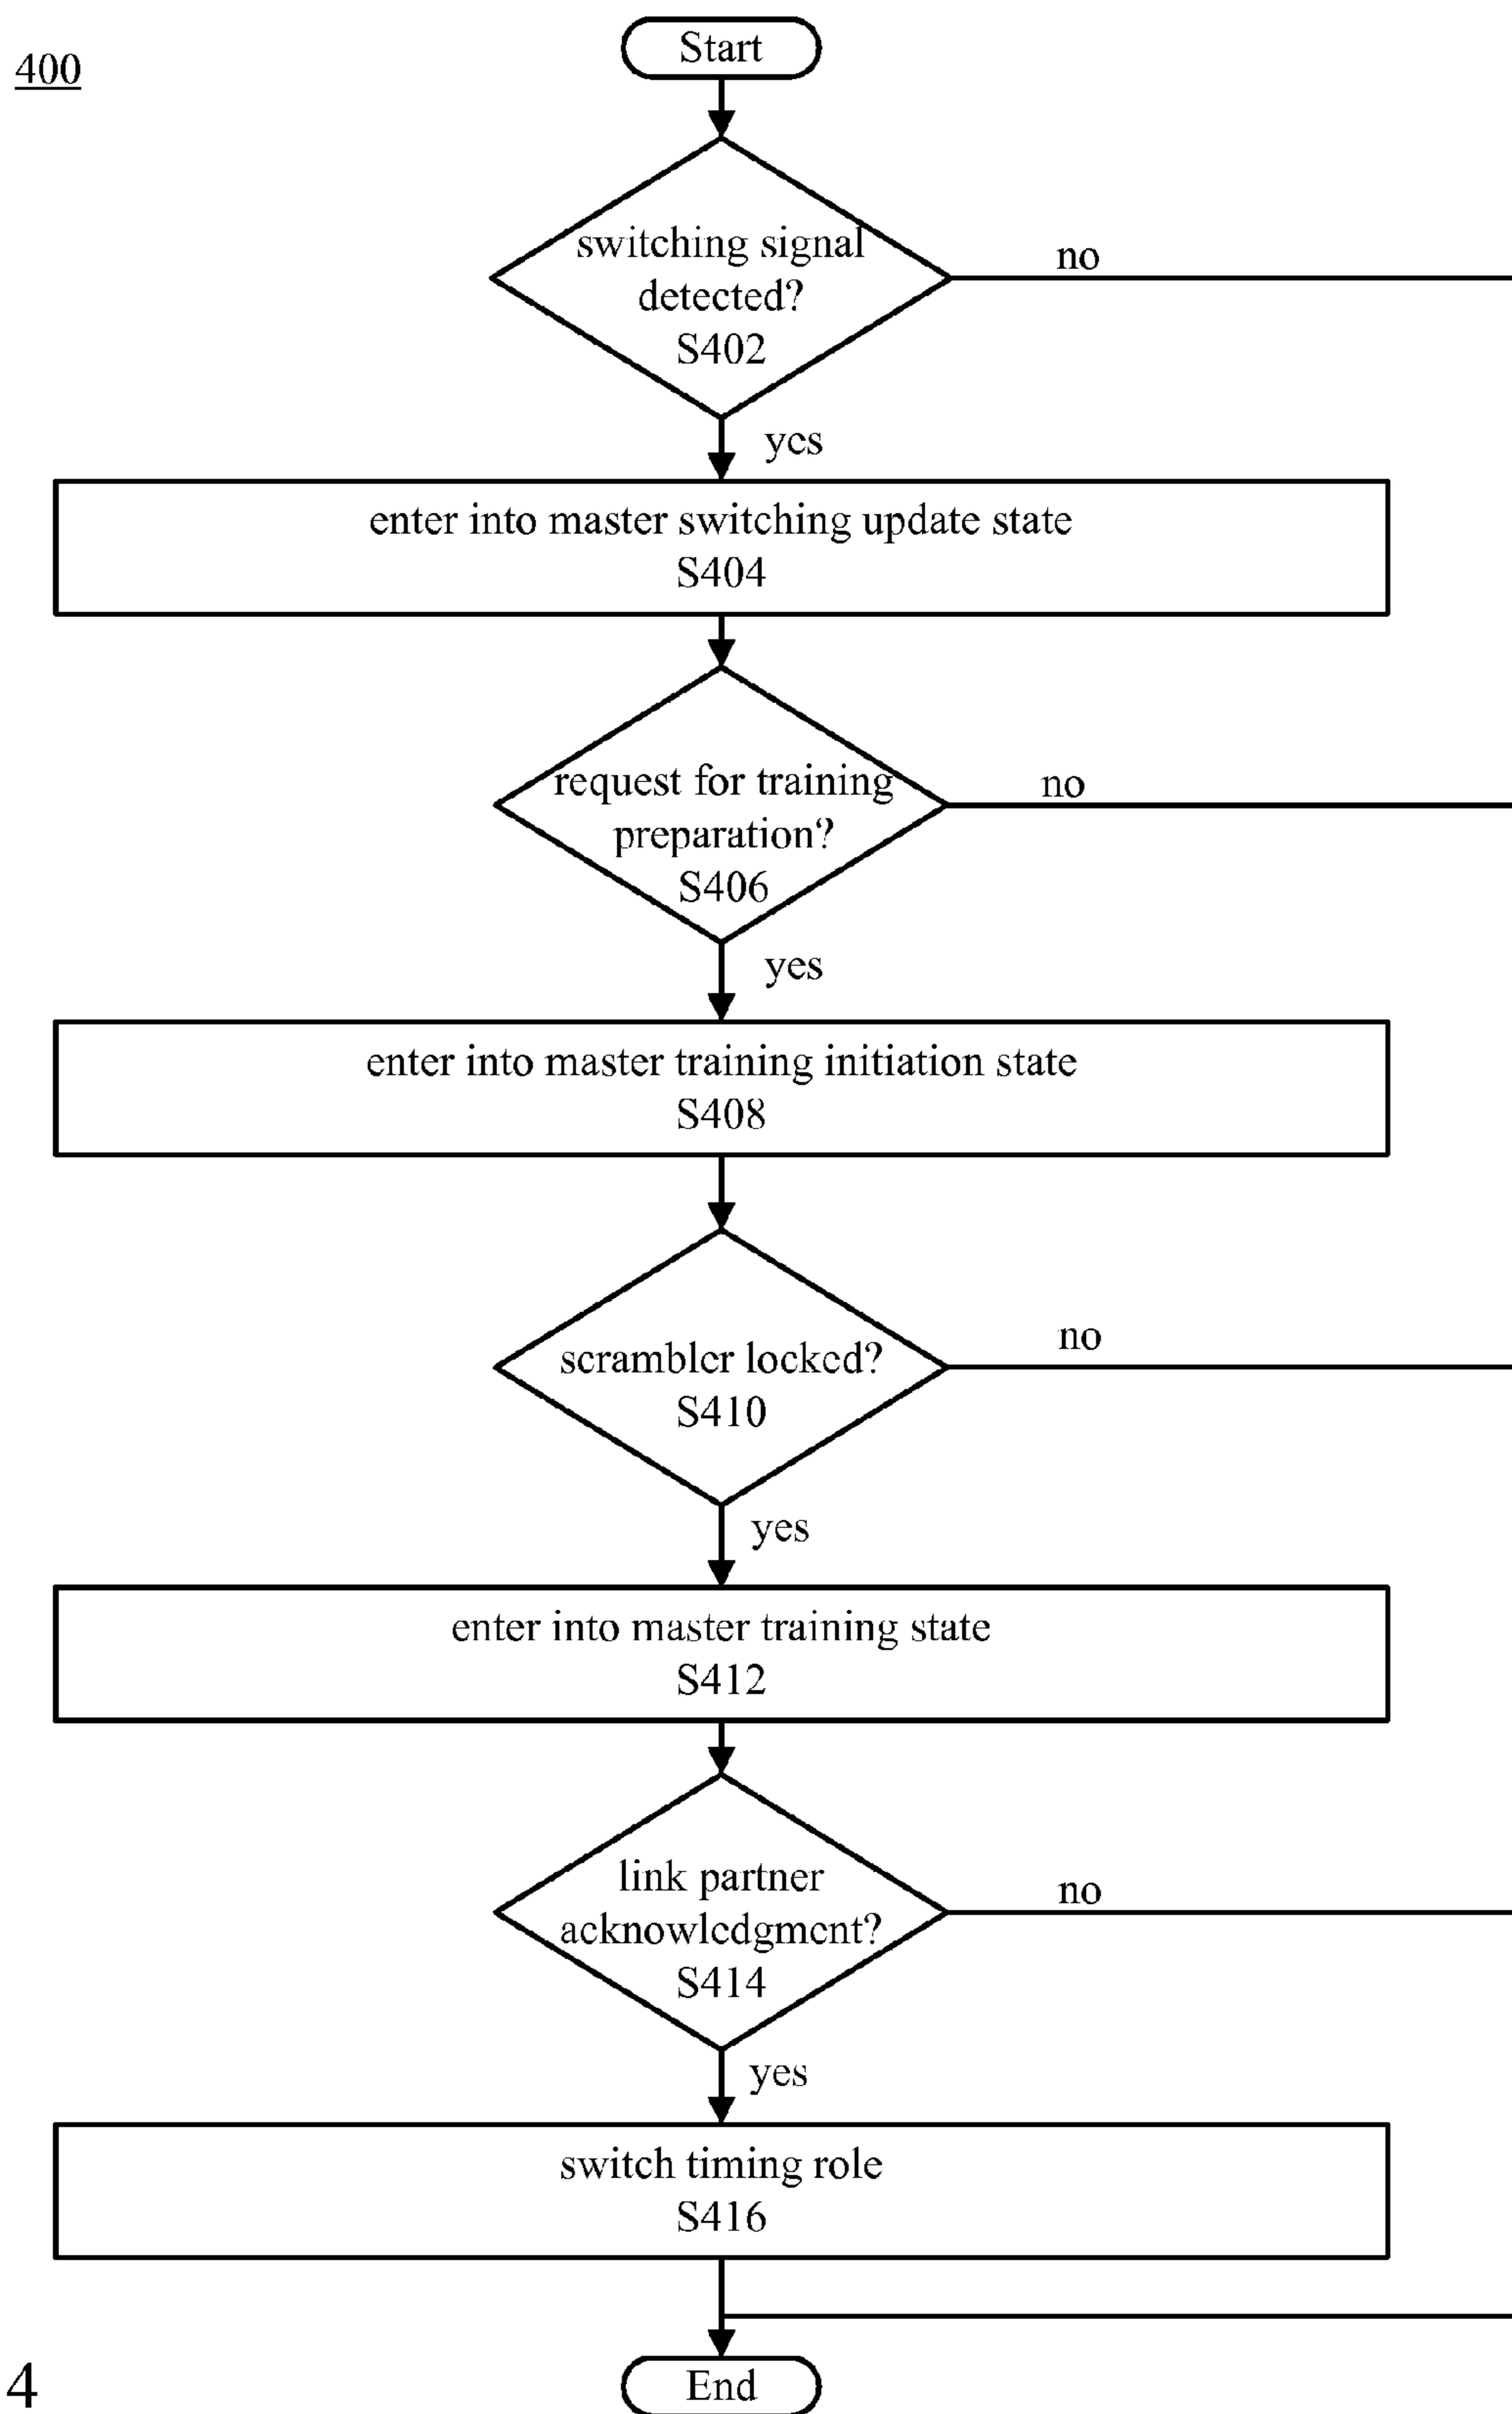 400
Start
switching signal
detected?
S402
no
yes
enter into master switching update state
S404
request for training
preparation?
S406
no
yes
enter into master training initiation state
S408
scrambler locked?
S410
no
yes
enter into master training state
S412
link partner
acknowledgment?
S414
no
yes
switch timing role
S416
End
4